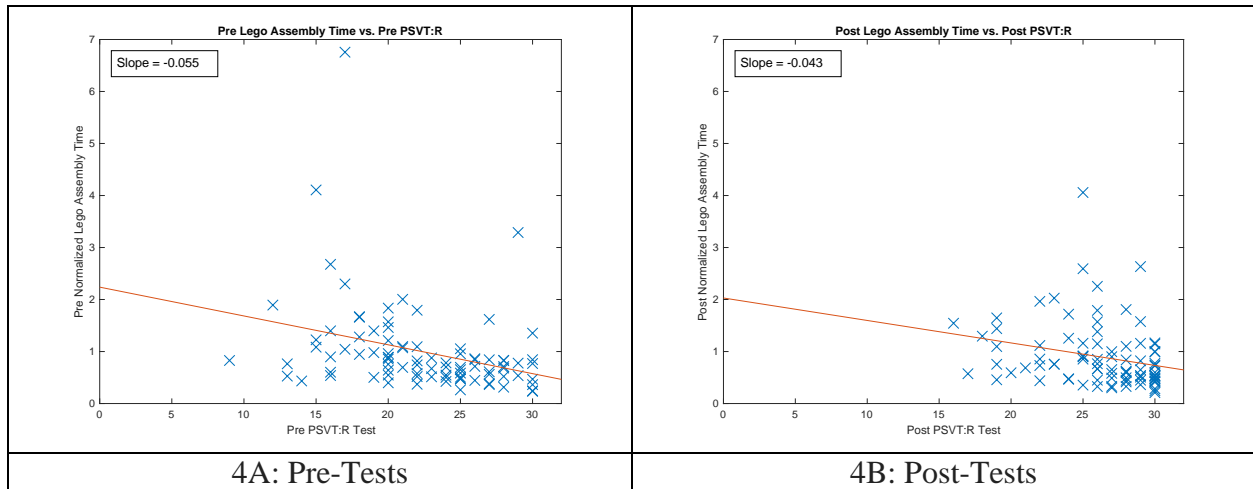 Pre Lego Assembly Time vs. Pre PSVT:R
Slope = -0.055
Pre Normalized Lego Assembly Time
7
6
5
4
3
2
1
0
0 5 10 15 20 25 30
Pre PSVT:R Test
4A: Pre-Tests
Post Lego Assembly Time vs. Post PSVT:R
Slope = -0.043
Post Normalized Lego Assembly Time
7
6
5
4
3
2
1
0
0 5 10 15 20 25 30
Post PSVT:R Test
4B: Post-Tests